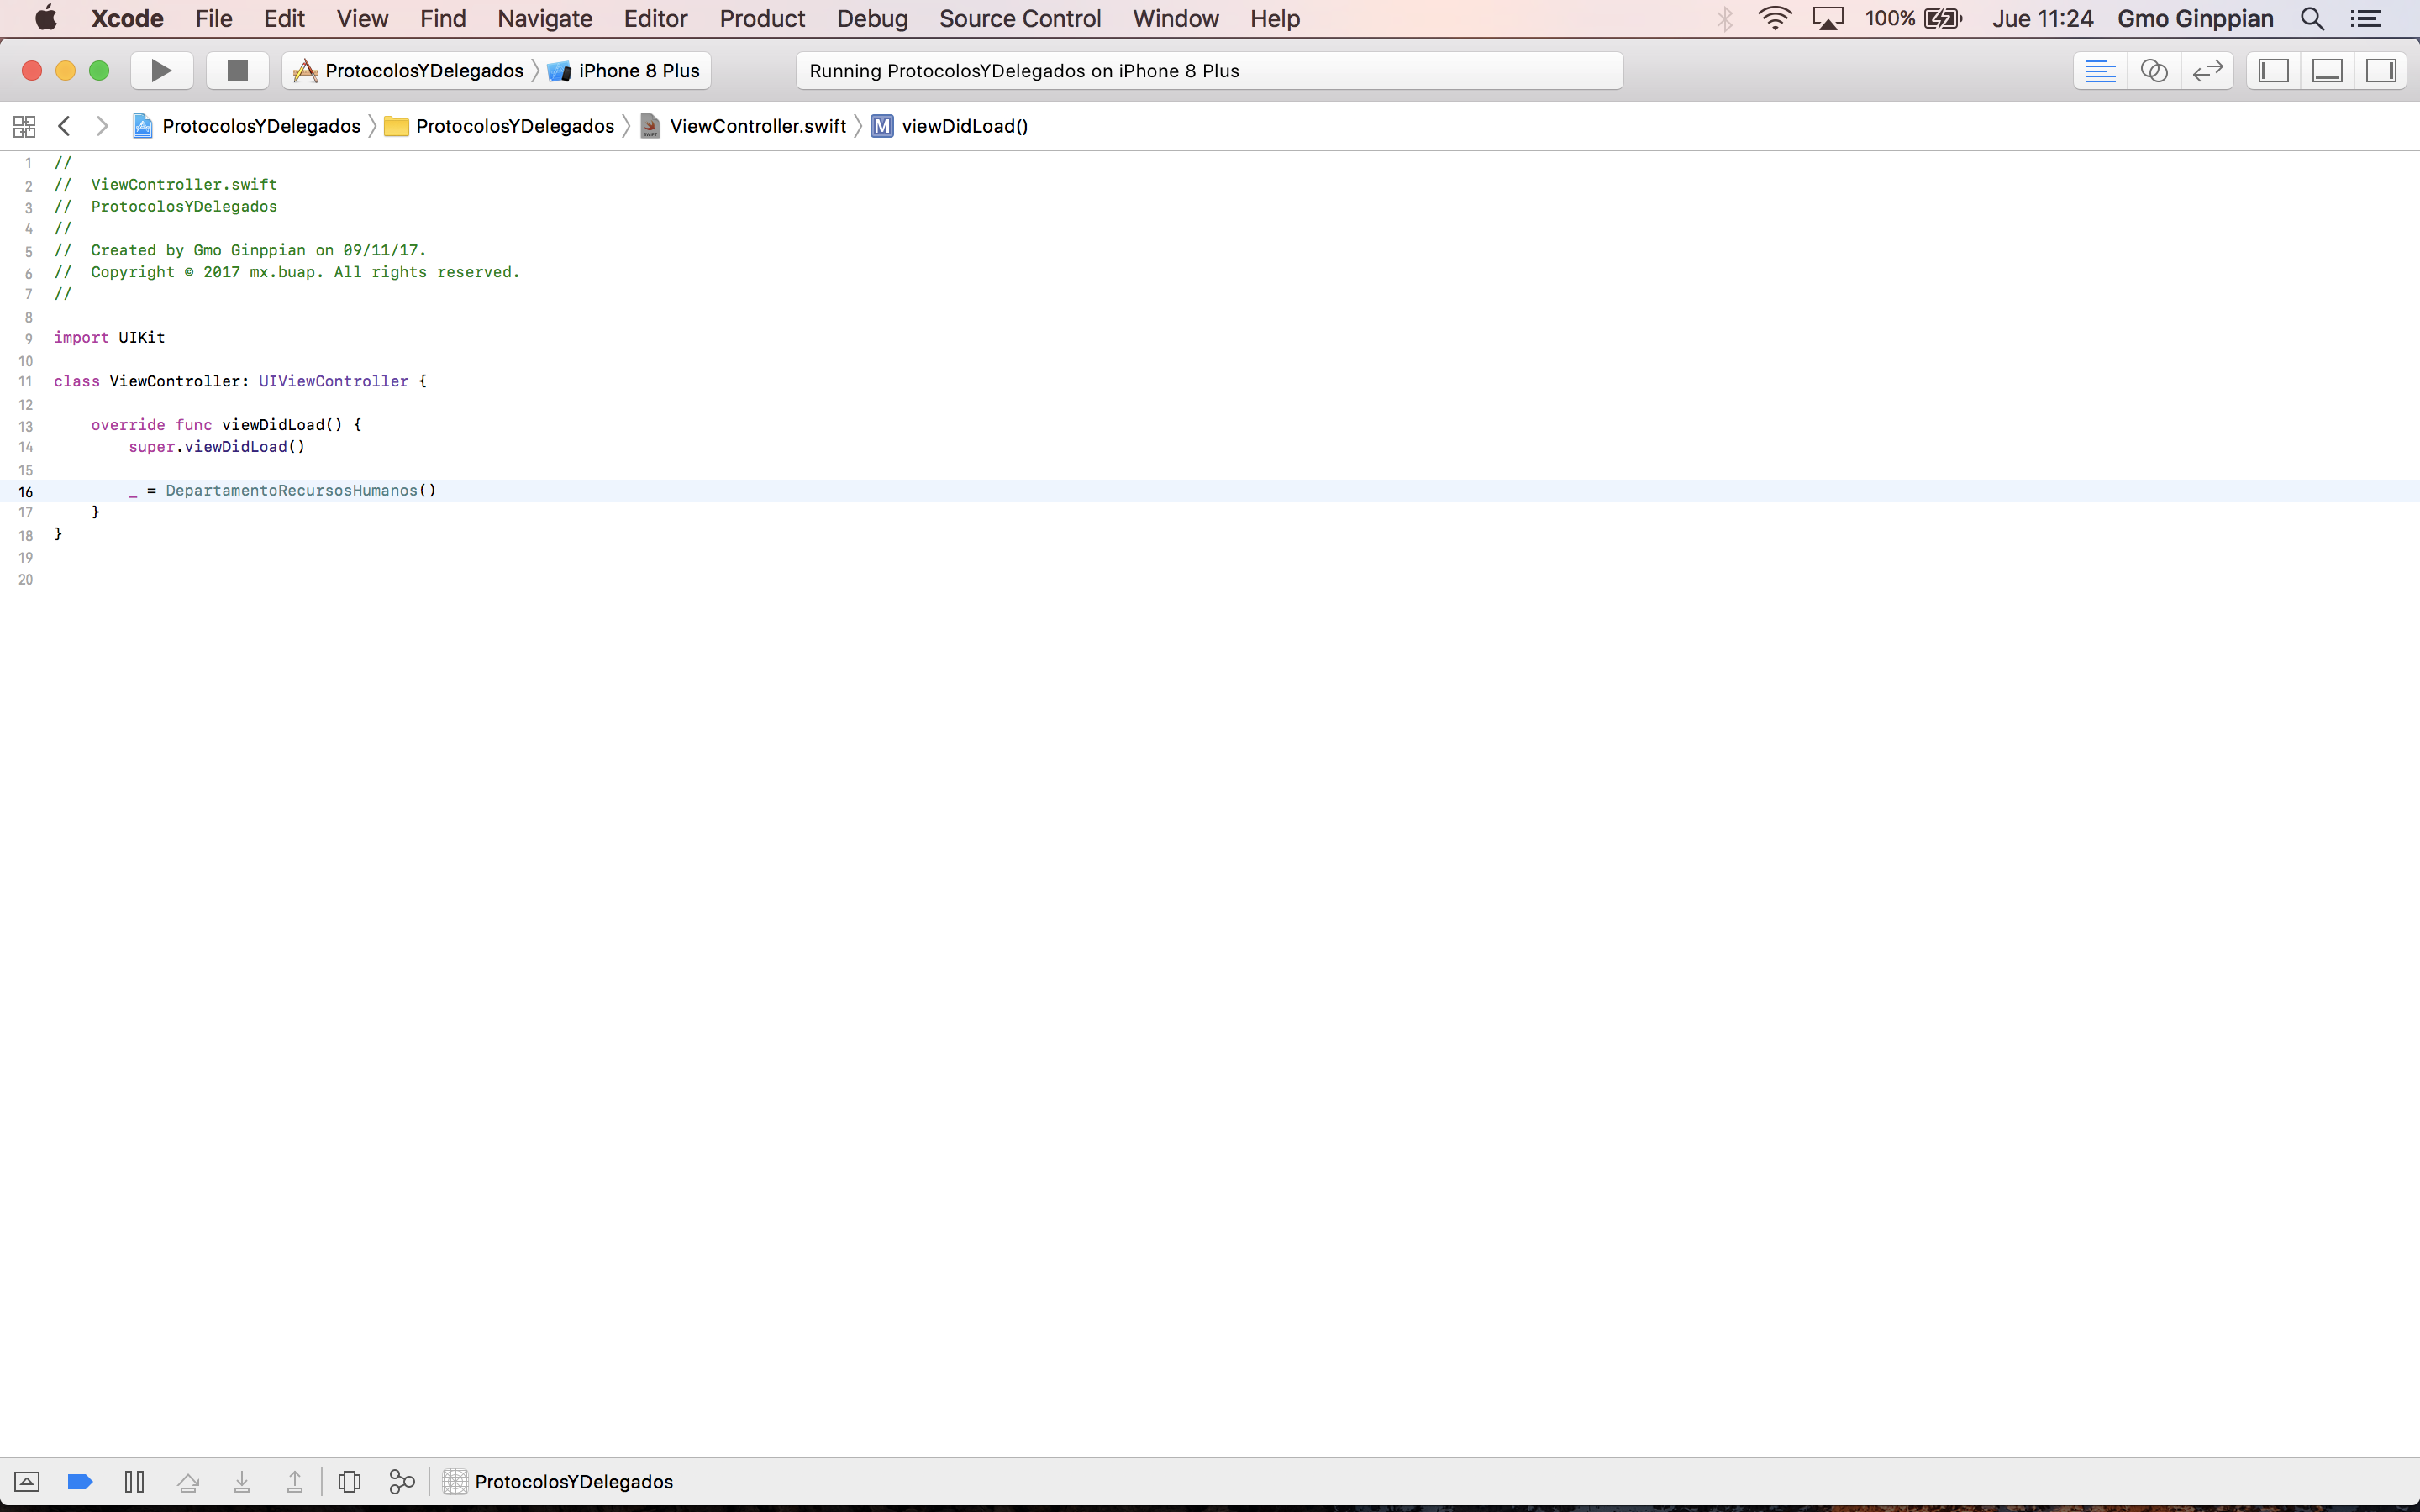 Xcode File Edit View Find Navigate Editor Product Debug Source Control Window Help 100% Jue 11:24 Gmo Ginppian
ProtocolosYDelegados iPhone 8 Plus Running ProtocolosYDelegados on iPhone 8 Plus
ProtocolosYDelegados ProtocolosYDelegados ViewController.swift M viewDidLoad()
1 //
2 //  ViewController.swift
3 //  ProtocolosYDelegados
4 //
5 //  Created by Gmo Ginppian on 09/11/17.
6 //  Copyright © 2017 mx.buap. All rights reserved.
7 //
8
9 import UIKit
10
11 class ViewController: UIViewController {
12
13     override func viewDidLoad() {
14         super.viewDidLoad()
15
16         _ = DepartamentoRecursosHumanos()
17     }
18 }
19
20
ProtocolosYDelegados